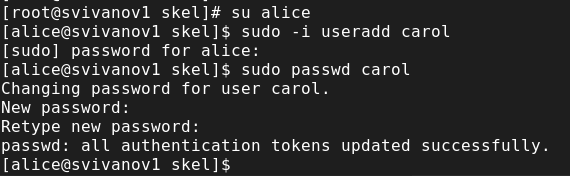 [root@svivanov1 skel]# su alice
[alice@svivanov1 skel]$ sudo -i useradd carol
[sudo] password for alice:
[alice@svivanov1 skel]$ sudo passwd carol
Changing password for user carol.
New password:
Retype new password:
passwd: all authentication tokens updated successfully.
[alice@svivanov1 skel]$